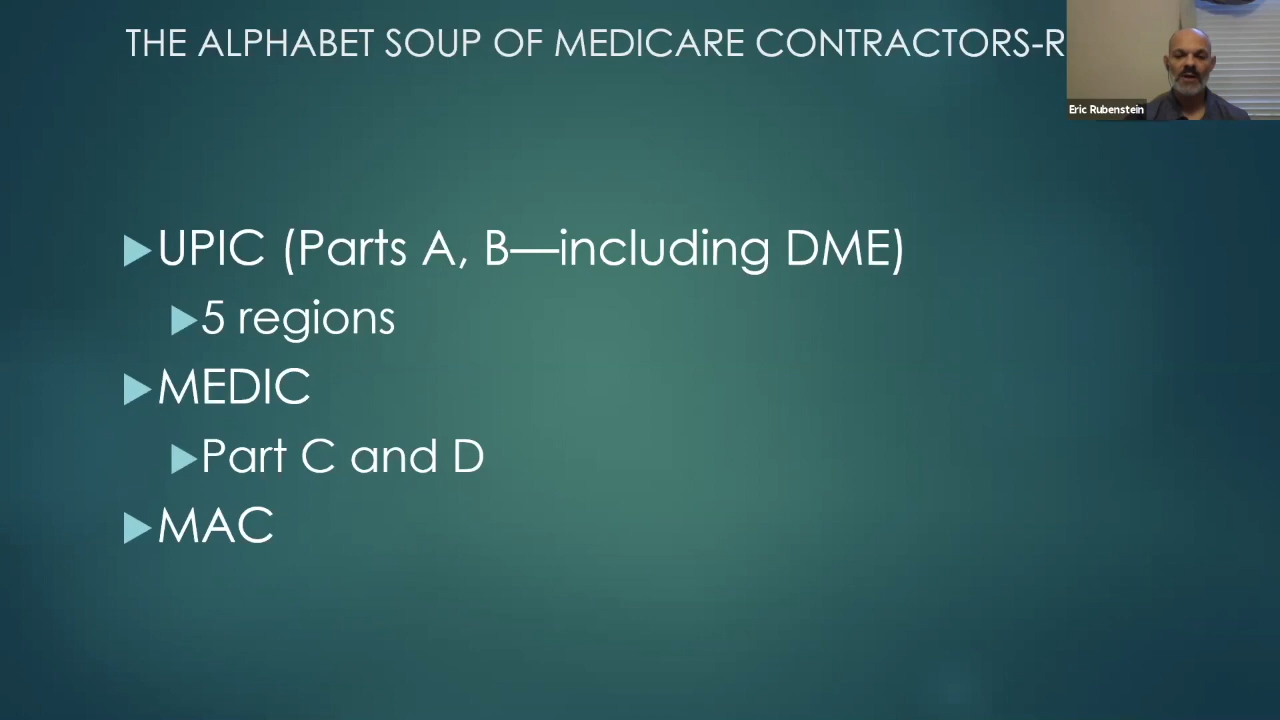 THE ALPHABET SOUP OF MEDICARE CONTRACTORS-R
Eric Rubenstein
UPIC (Parts A, B—including DME)
5 regions
MEDIC
Part C and D
MAC